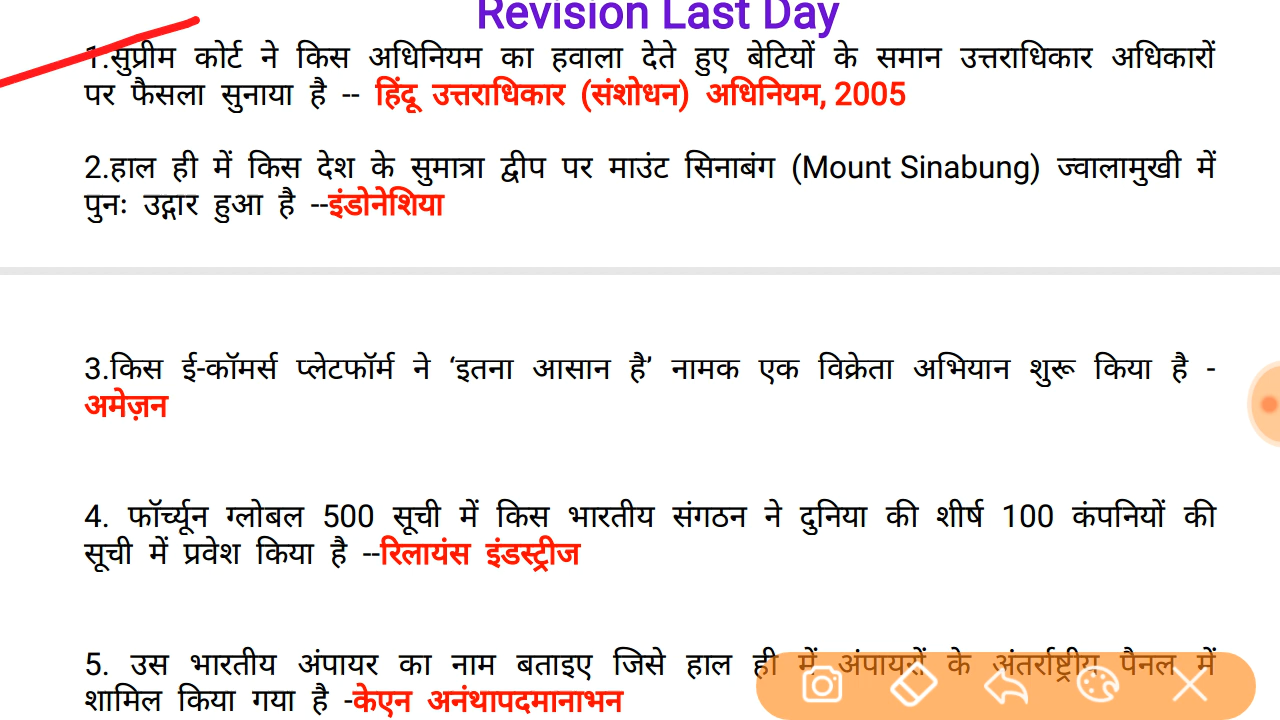 Revision Last Day
1.सुप्रीम कोर्ट ने किस अधिनियम का हवाला देते हुए बेटियों के समान उत्तराधिकार अधिकारों
पर फैसला सुनाया है -- हिंदू उत्तराधिकार (संशोधन) अधिनियम, 2005
2.हाल ही में किस देश के सुमात्रा द्वीप पर माउंट सिनाबंग (Mount Sinabung) ज्वालामुखी में
पुनः उद्गार हुआ है --इंडोनेशिया
3.किस ई-कॉमर्स प्लेटफॉर्म ने ‘इतना आसान है’ नामक एक विक्रेता अभियान शुरू किया है -
अमेज़न
4. फॉर्च्यून ग्लोबल 500 सूची में किस भारतीय संगठन ने दुनिया की शीर्ष 100 कंपनियों की
सूची में प्रवेश किया है --रिलायंस इंडस्ट्रीज
5. उस भारतीय अंपायर का नाम बताइए जिसे हाल ही में अंपायरों के अंतर्राष्ट्रीय पैनल में
शामिल किया गया है -केएन अनंथापदमानाभन